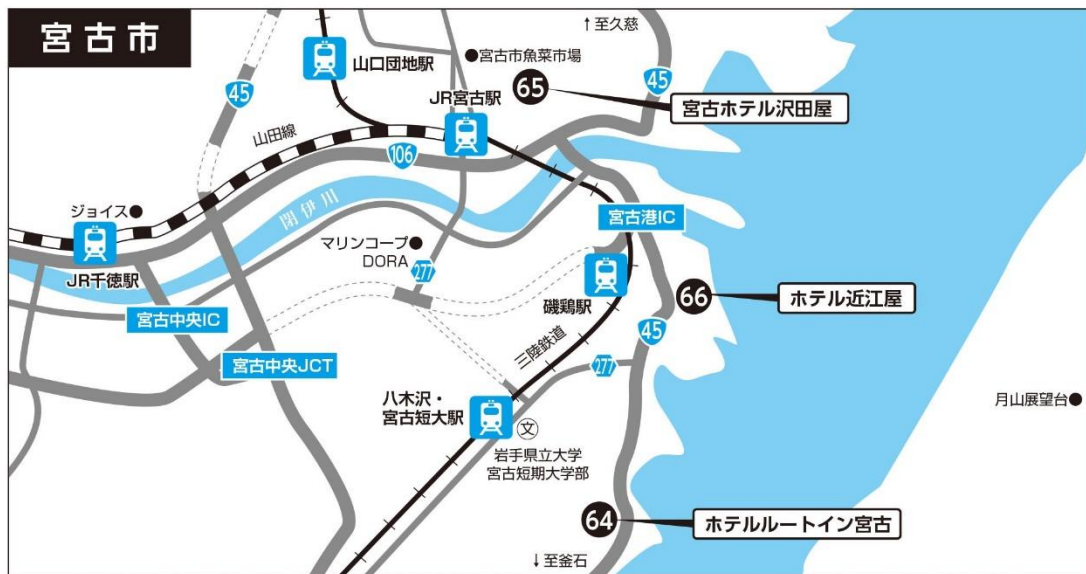 宮古市
↑至久慈
山口団地駅
●宮古市魚菜市場
45
45
65
宮古ホテル沢田屋
JR宮古駅
山田線
106
閉伊川
ジョイス●
宮古港IC
マリンコープ●
DORA
JR千徳駅
277
磯鶏駅
66
ホテル近江屋
宮古中央IC
45
三陸鉄道
宮古中央JCT
277
八木沢・
宮古短大駅
月山展望台●
文
岩手県立大学
宮古短期大学部
64
ホテルルートイン宮古
↓至釜石